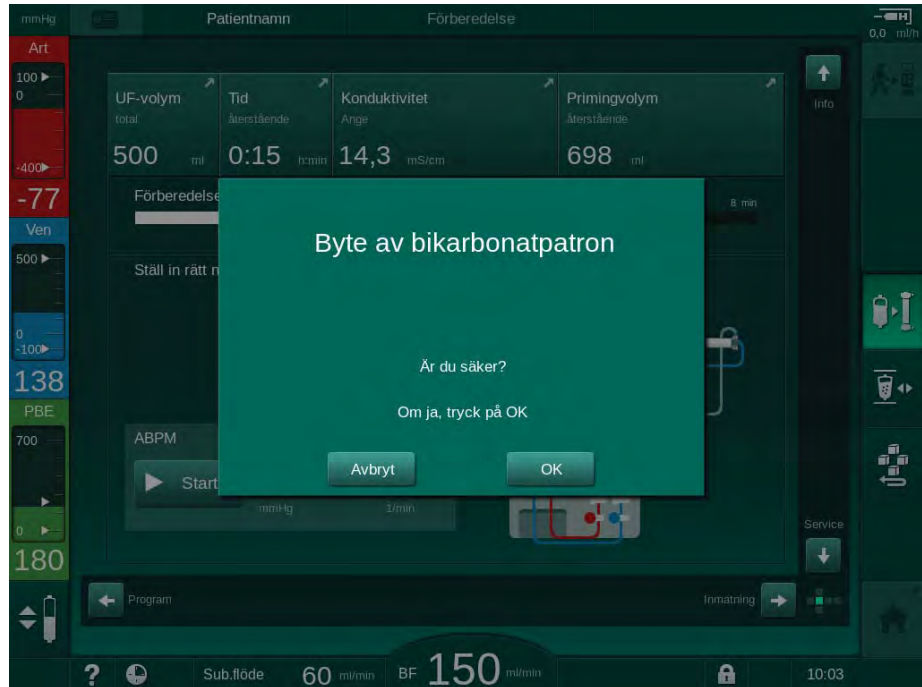 mmHg
Patientnamn
Förberedelse
0,0 ml/h
Art
100
0
-400
-77
Ven
500
0
-100
138
PBE
700
0
180
UF-volym
total
500 ml
Tid
återstående
0:15 h:min
Konduktivitet
Ange
14,3 mS/cm
Primingvolym
återstående
698 ml
Info
Förberedelse
8 min
Ställ in rätt
Byte av bikarbonatpatron
Är du säker?
Om ja, tryck på OK
Avbryt
OK
ABPM
Start
mmHg
1/min
Service
Program
Inmatning
?
Sub.flöde 60 ml/min
BF 150 ml/min
10:03